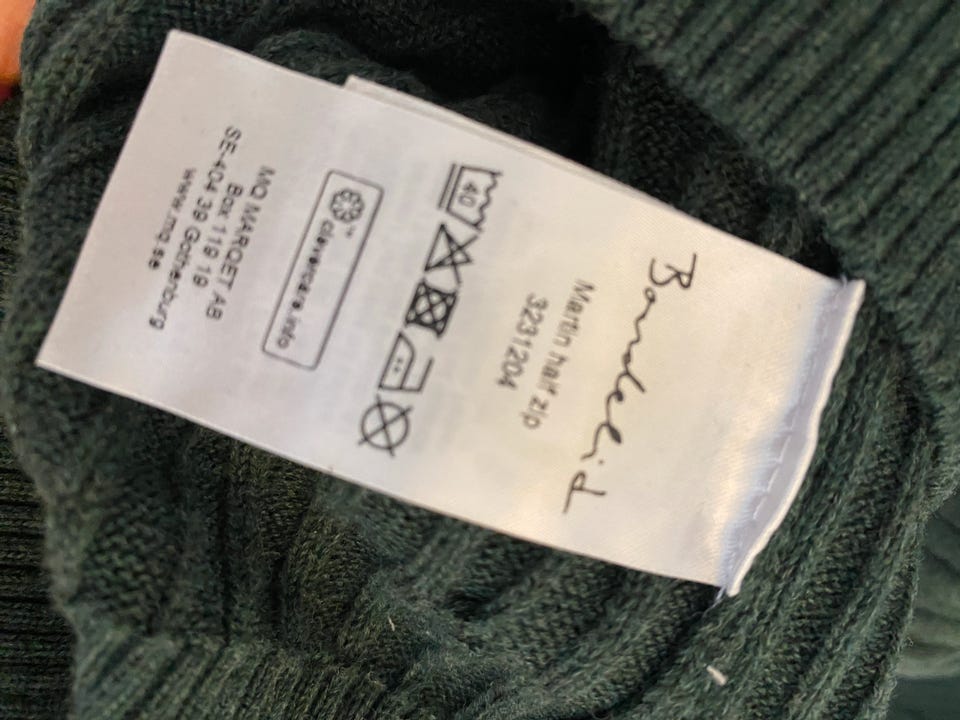 Bondelid
Martin half zip
3231204
40
clevercare.info
MQ MARQET AB
Box 119 19
SE-404 39 Gothenburg
www.mq.se